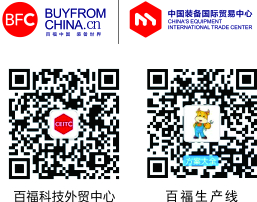 BFC
BUYFROM
CHINA.cn
百福中国 装备世界
中国装备国际贸易中心
CHINA'S EQUIPMENT
INTERNATIONAL TRADE CENTER
CEITC
百福科技外贸中心
百福生产线